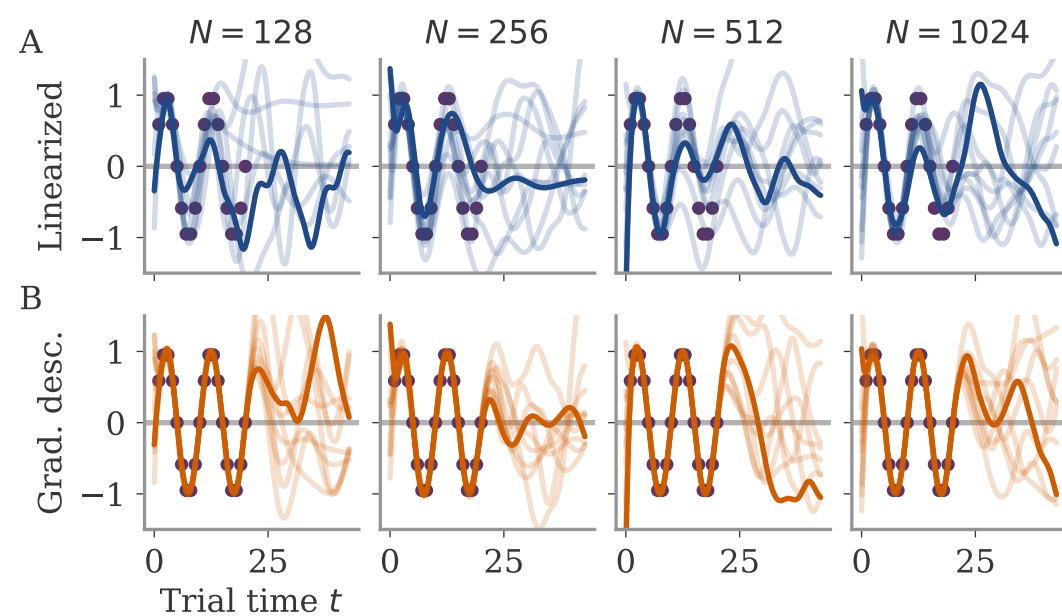 A
N = 128 N = 256 N = 512 N = 1024
Linearized
1
0
−1
B
Grad. desc.
1
0
−1
0 25 0 25 0 25 0 25
Trial time t